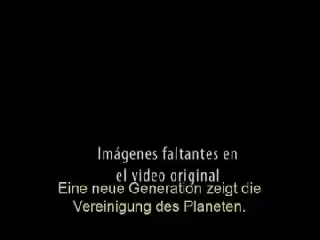 Imágenes faltantes en
el video original
Eine neue Generation zeigt die
Vereinigung des Planeten.